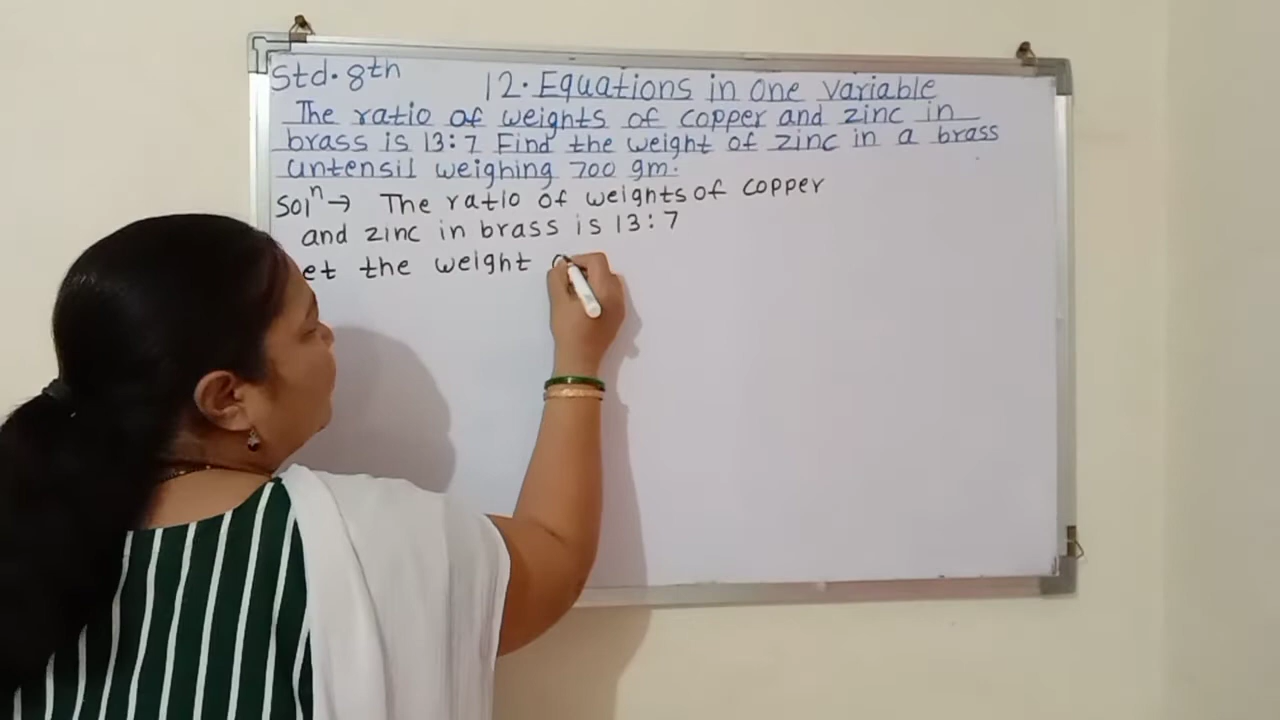 Std. 8th
12. Equations in one variable
The ratio of weights of copper and zinc in
brass is 13:7 Find the weight of zinc in a brass
untensil weighing 700 gm.
Solⁿ → The ratio of weights of copper
and zinc in brass is 13:7
et the weight